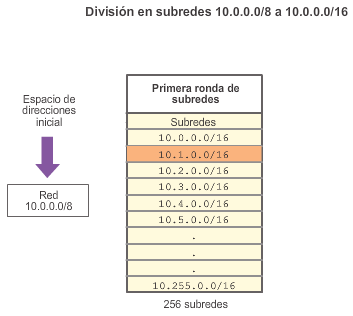 División en subredes 10.0.0.0/8 a 10.0.0.0/16
Espacio de
direcciones
inicial
Red
10.0.0.0/8
Primera ronda de
subredes
Subredes
10.0.0.0/16
10.1.0.0/16
10.2.0.0/16
10.3.0.0/16
10.4.0.0/16
10.5.0.0/16
.
.
.
10.255.0.0/16
256 subredes